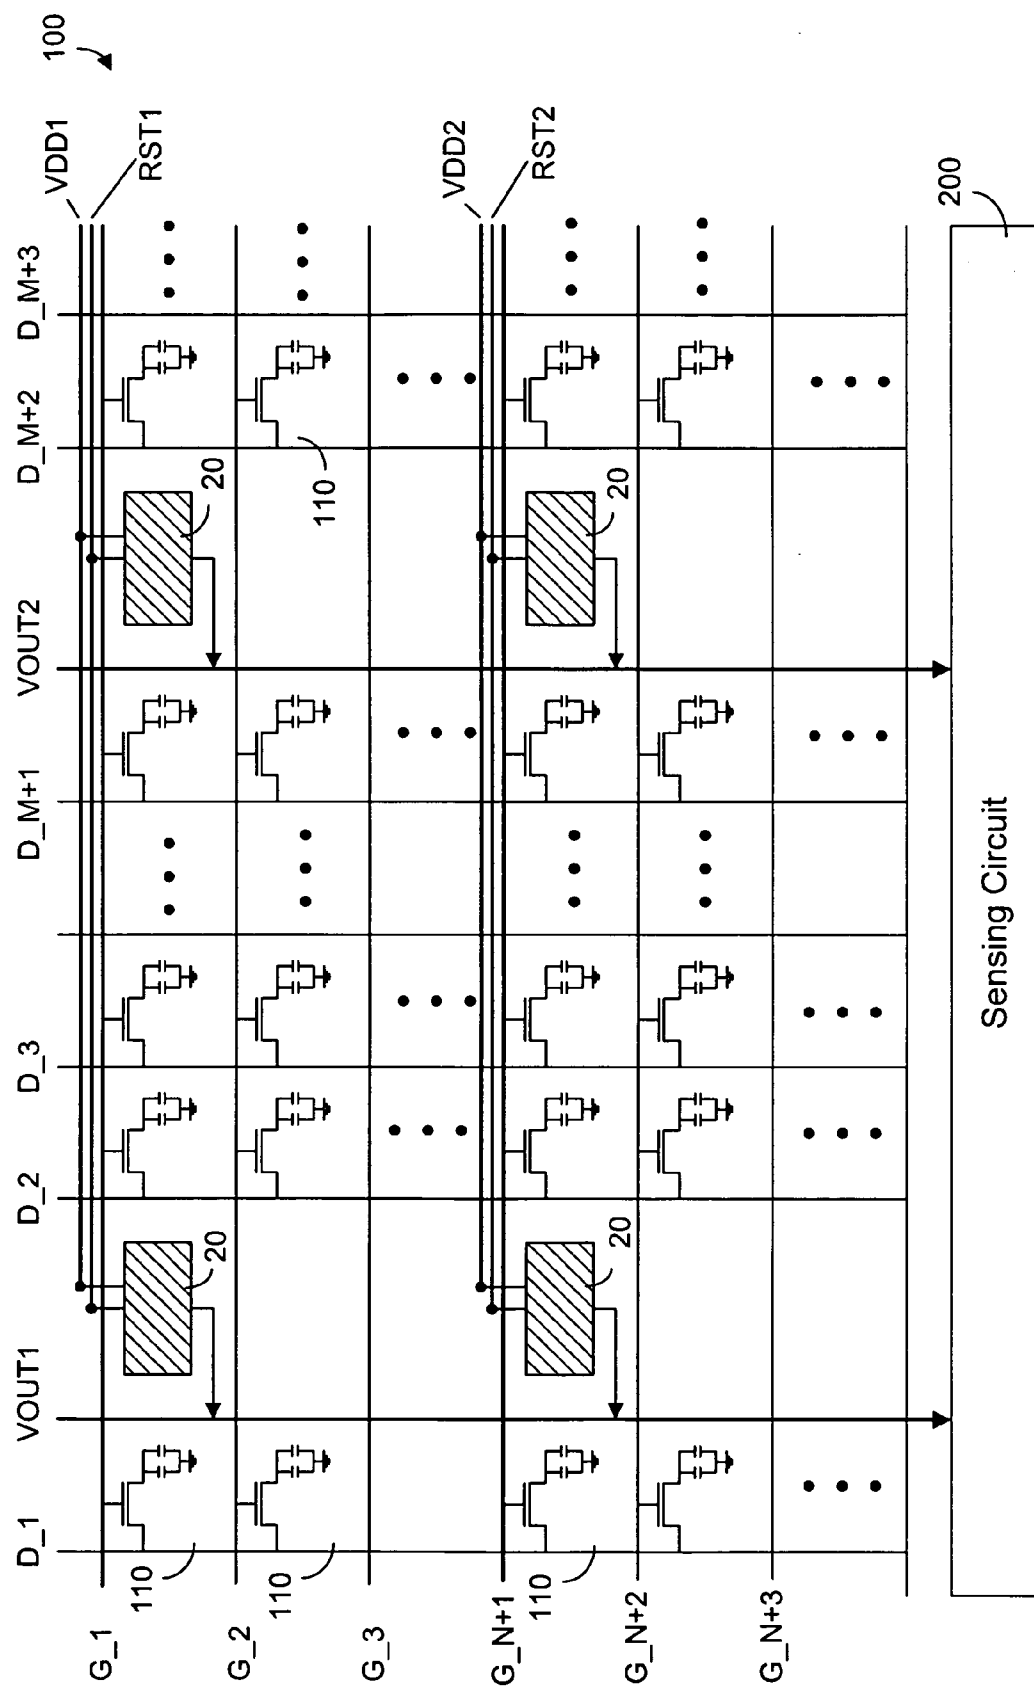 100
VDD1
RST1
VDD2
RST2
D_1
VOUT1
D_2
D_3
D_M+1
VOUT2
D_M+2
D_M+3
G_1
110
20
20
G_2
110
110
G_3
G_N+1
110
20
20
G_N+2
G_N+3
200
Sensing Circuit